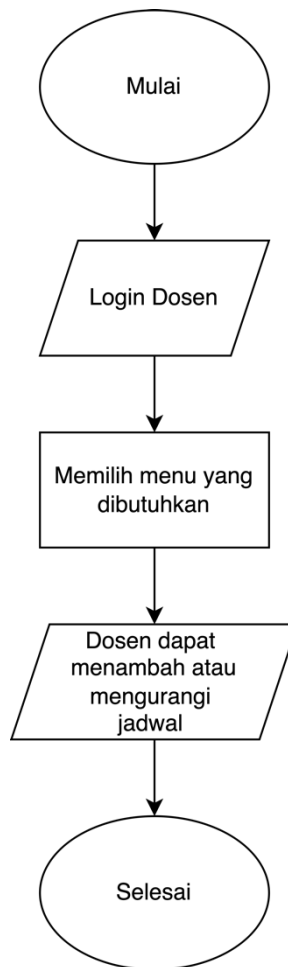 Mulai
Login Dosen
Memilih menu yang
dibutuhkan
Dosen dapat
menambah atau
mengurangi
jadwal
Selesai